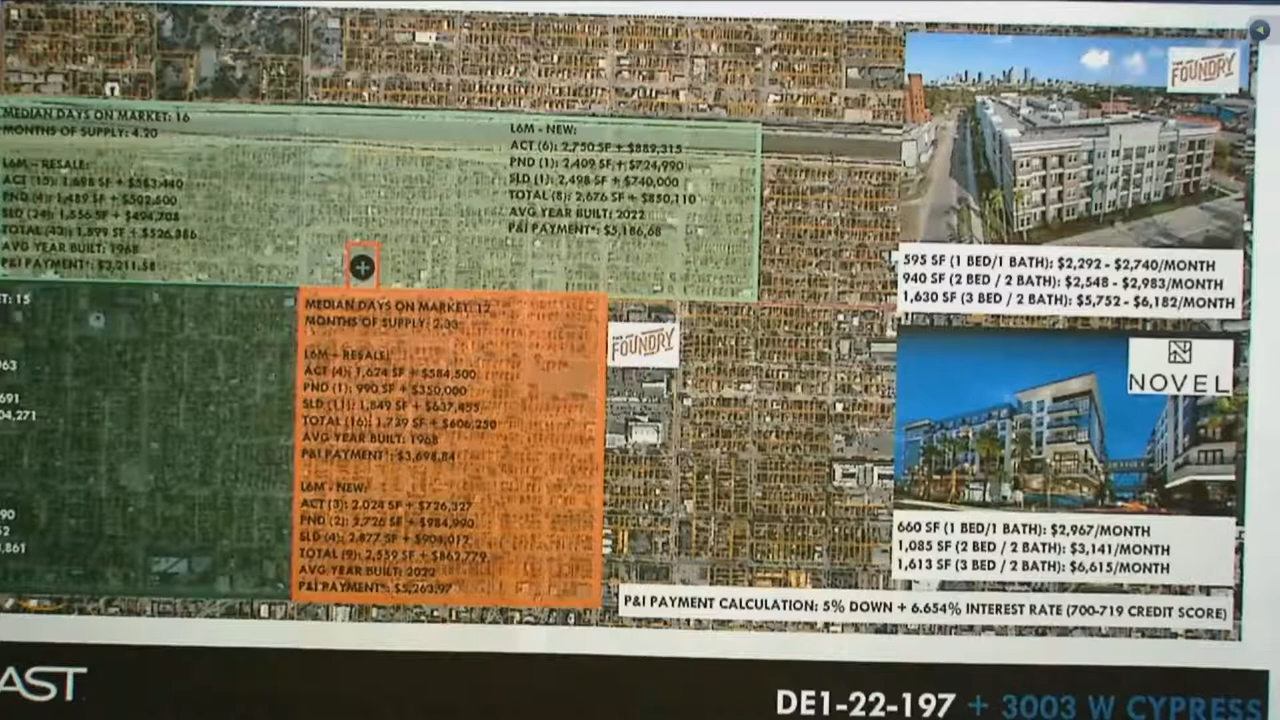 MEDIAN DAYS ON MARKET: 16
MONTHS OF SUPPLY: 4.20
L6M – RESALE:
ACT (15): 1,698 SF + $583,440
PND (4): 1,489 SF + $502,600
SLD (24): 1,556 SF + $494,708
TOTAL (43): 1,599 SF + $526,386
AVG YEAR BUILT: 1968
P&I PAYMENT*: $3,211.58
L6M - NEW:
ACT (6): 2,750 SF + $889,315
PND (1): 2,409 SF + $724,990
SLD (1): 2,498 SF + $740,000
TOTAL (8): 2,676 SF + $850,110
AVG YEAR BUILT: 2022
P&I PAYMENT*: $5,186,68
ET: 15
691
04,271
90
52
,861
MEDIAN DAYS ON MARKET: 12
MONTHS OF SUPPLY: 2.33
L6M – RESALE:
ACT (4): 1,674 SF + $584,500
PND (1): 990 SF + $350,000
SLD (11): 1,849 SF + $637,455
TOTAL (16): 1,739 SF + $606,250
AVG YEAR BUILT: 1968
P&I PAYMENT*: $3,698.84
L6M - NEW:
ACT (3): 2,024 SF + $726,327
PND (2): 2,726 SF + $984,990
SLD (4): 2,877 SF + $904,012
TOTAL (9): 2,559 SF + $862,779
AVG YEAR BUILT: 2022
P&I PAYMENT*: $5,263.97
FOUNDRY
FOUNDRY
595 SF (1 BED/1 BATH): $2,292 - $2,740/MONTH
940 SF (2 BED / 2 BATH): $2,548 - $2,983/MONTH
1,630 SF (3 BED / 2 BATH): $5,752 - $6,182/MONTH
NOVEL
660 SF (1 BED/1 BATH): $2,967/MONTH
1,085 SF (2 BED / 2 BATH): $3,141/MONTH
1,613 SF (3 BED / 2 BATH): $6,615/MONTH
P&I PAYMENT CALCULATION: 5% DOWN + 6.654% INTEREST RATE (700-719 CREDIT SCORE)
AST
DE1-22-197 + 3003 W CYPRESS